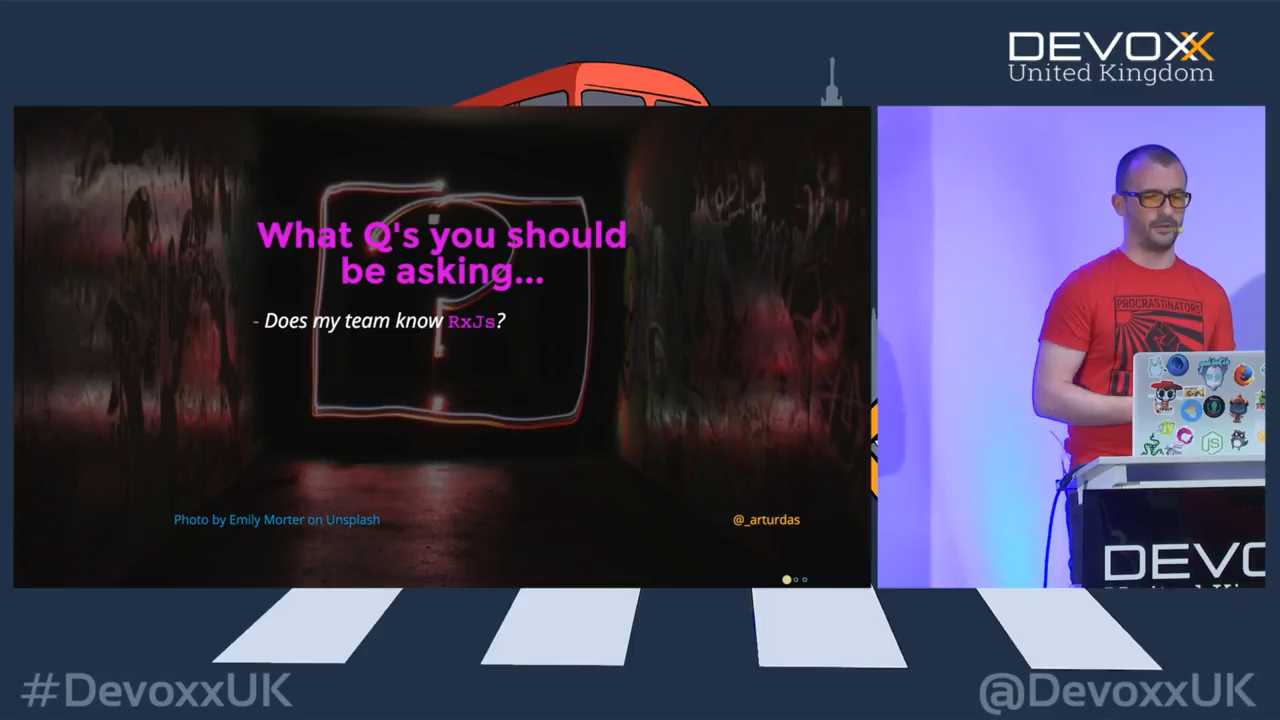 DEVOXX
United Kingdom
What Q's you should
be asking...
- Does my team know RxJs?
Photo by Emily Morter on Unsplash
@_arturdas
PROCRASTINATORS
JS
DEVO
#DevoxxUK
@DevoxxUK